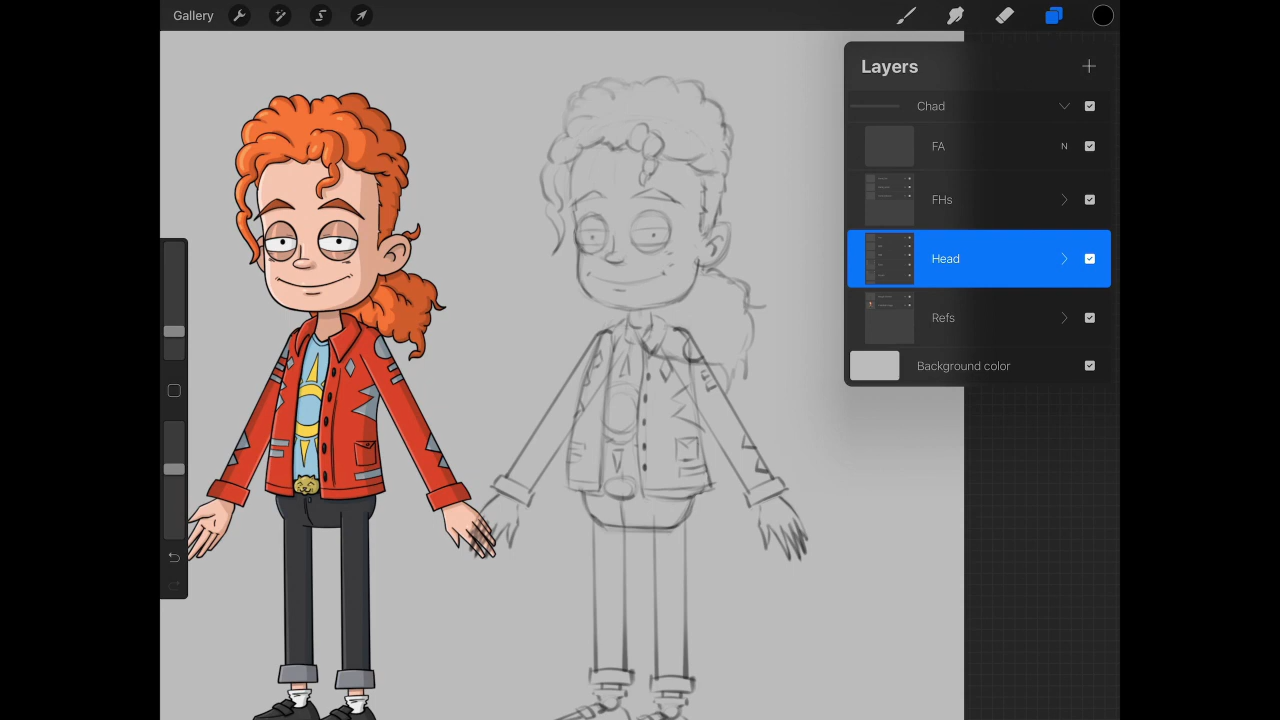 Gallery
Layers
Chad
FA N
FHs
Head
Refs
Background color